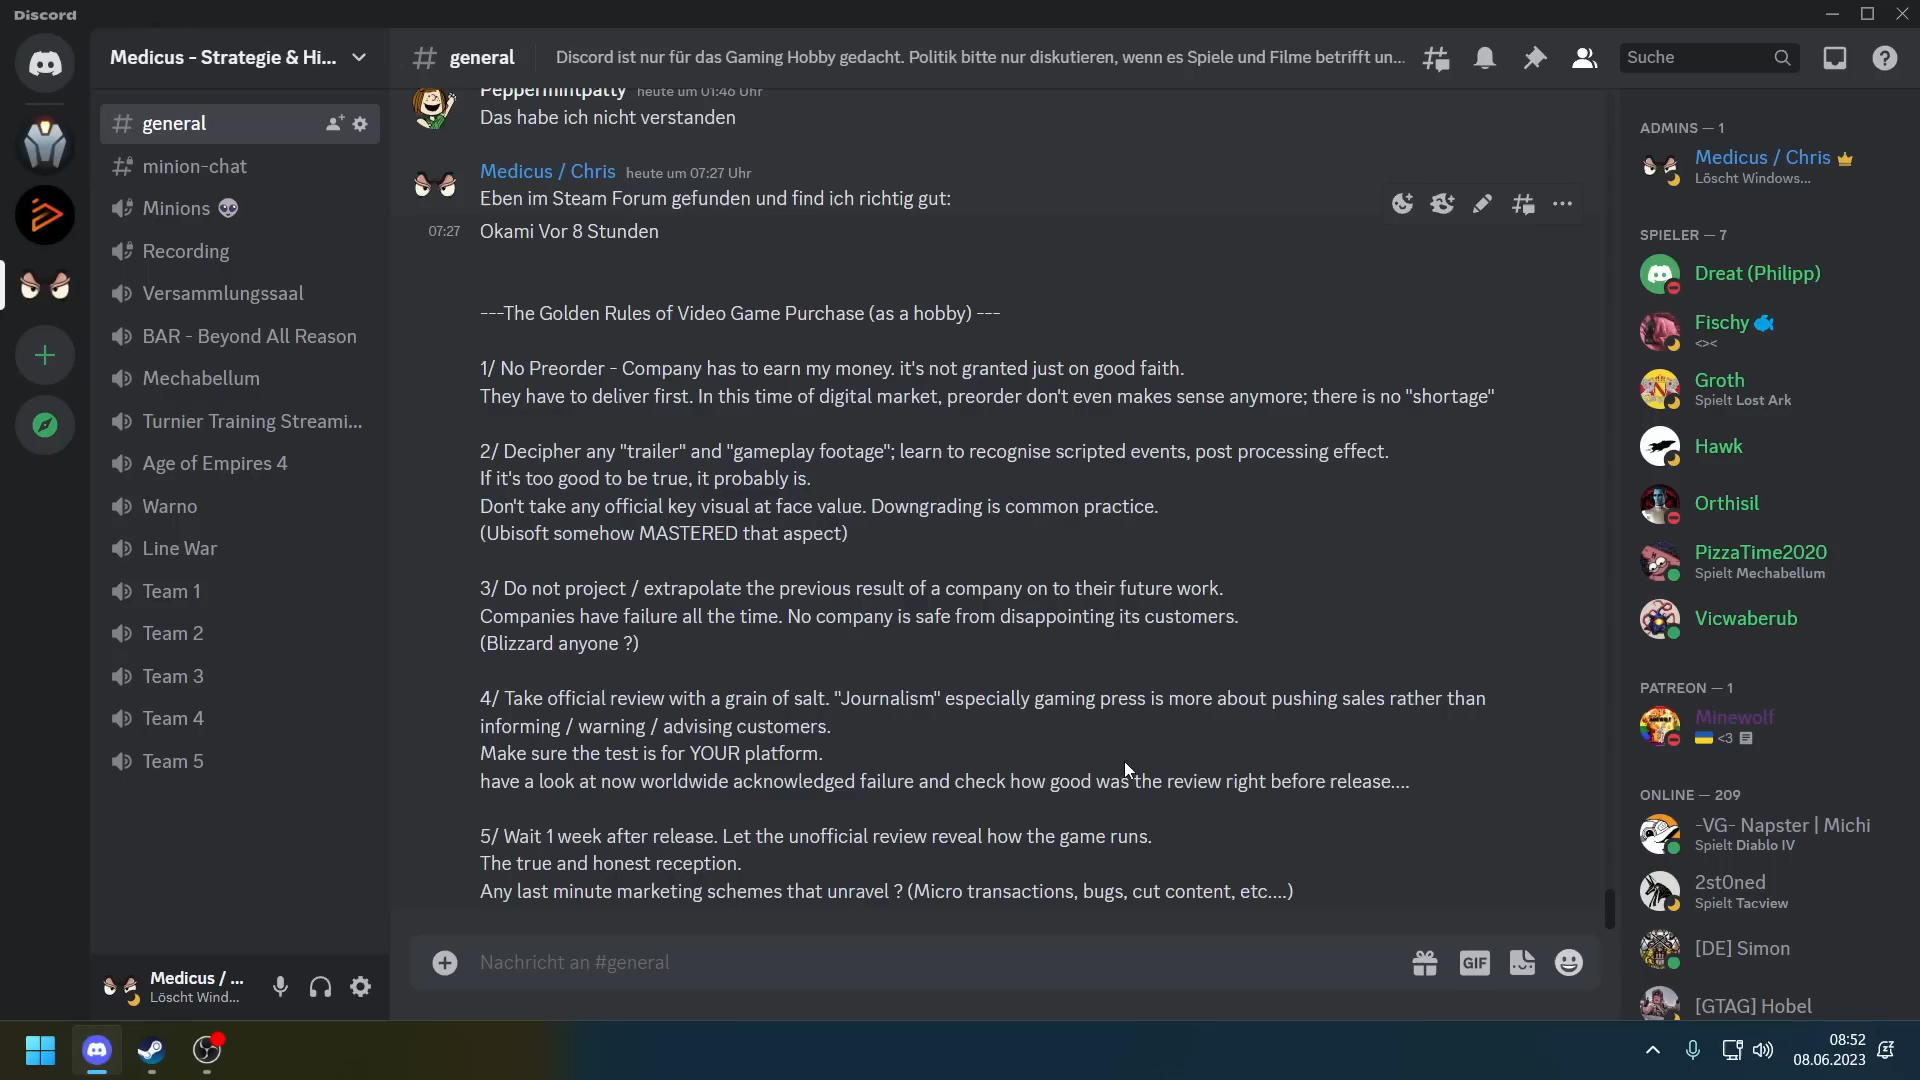 Discord
Medicus - Strategie & Hi...
general
Discord ist nur für das Gaming Hobby gedacht. Politik bitte nur diskutieren, wenn es Spiele und Filme betrifft un...
Suche
general
minion-chat
Minions
Recording
Versammlungssaal
BAR - Beyond All Reason
Mechabellum
Turnier Training Streami...
Age of Empires 4
Warno
Line War
Team 1
Team 2
Team 3
Team 4
Team 5
Medicus / ...
Löscht Wind...
Peppermintpatty heute um 01:46 Uhr
Das habe ich nicht verstanden
Medicus / Chris heute um 07:27 Uhr
Eben im Steam Forum gefunden und find ich richtig gut:
07:27 Okami Vor 8 Stunden
---The Golden Rules of Video Game Purchase (as a hobby) ---
1/ No Preorder - Company has to earn my money. it's not granted just on good faith.
They have to deliver first. In this time of digital market, preorder don't even makes sense anymore; there is no "shortage"
2/ Decipher any "trailer" and "gameplay footage"; learn to recognise scripted events, post processing effect.
If it's too good to be true, it probably is.
Don't take any official key visual at face value. Downgrading is common practice.
(Ubisoft somehow MASTERED that aspect)
3/ Do not project / extrapolate the previous result of a company on to their future work.
Companies have failure all the time. No company is safe from disappointing its customers.
(Blizzard anyone ?)
4/ Take official review with a grain of salt. "Journalism" especially gaming press is more about pushing sales rather than
informing / warning / advising customers.
Make sure the test is for YOUR platform.
have a look at now worldwide acknowledged failure and check how good was the review right before release....
5/ Wait 1 week after release. Let the unofficial review reveal how the game runs.
The true and honest reception.
Any last minute marketing schemes that unravel ? (Micro transactions, bugs, cut content, etc....)
Nachricht an #general
GIF
ADMINS — 1
Medicus / Chris
Löscht Windows...
SPIELER — 7
Dreat (Philipp)
Fischy
<><
Groth
Spielt Lost Ark
Hawk
Orthisil
PizzaTime2020
Spielt Mechabellum
Vicwaberub
PATREON — 1
Minewolf
<3
ONLINE — 209
-VG- Napster | Michi
Spielt Diablo IV
2st0ned
Spielt Tacview
[DE] Simon
[GTAG] Hobel
08:52
08.06.2023